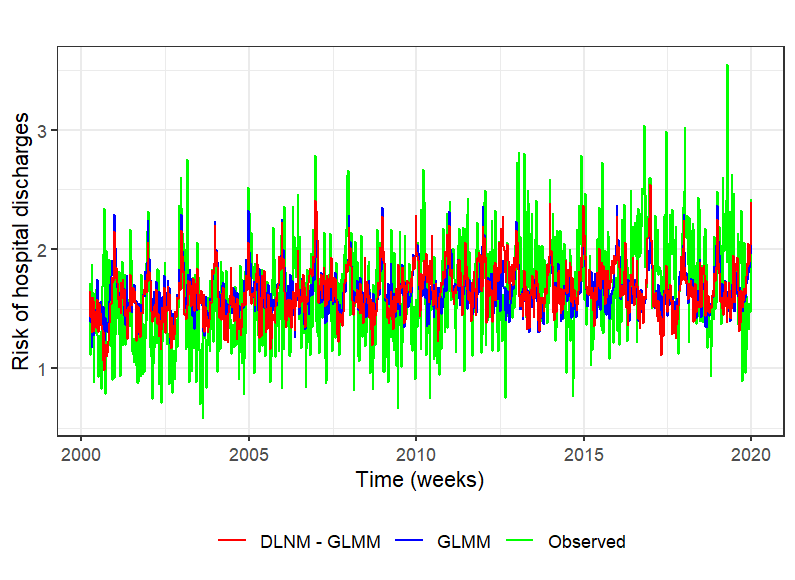 Risk of hospital discharges
3
2
1
2000 2005 2010 2015 2020
Time (weeks)
DLNM - GLMM GLMM Observed